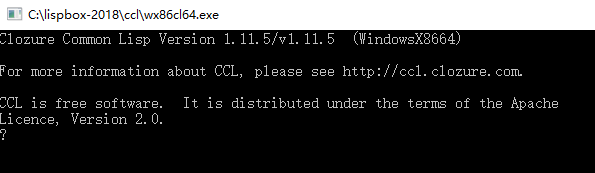 C:\lispbox-2018\ccl\wx86cl64.exe
Clozure Common Lisp Version 1.11.5/v1.11.5  (WindowsX8664)
For more information about CCL, please see http://ccl.clozure.com.
CCL is free software.  It is distributed under the terms of the Apache
Licence, Version 2.0.
?